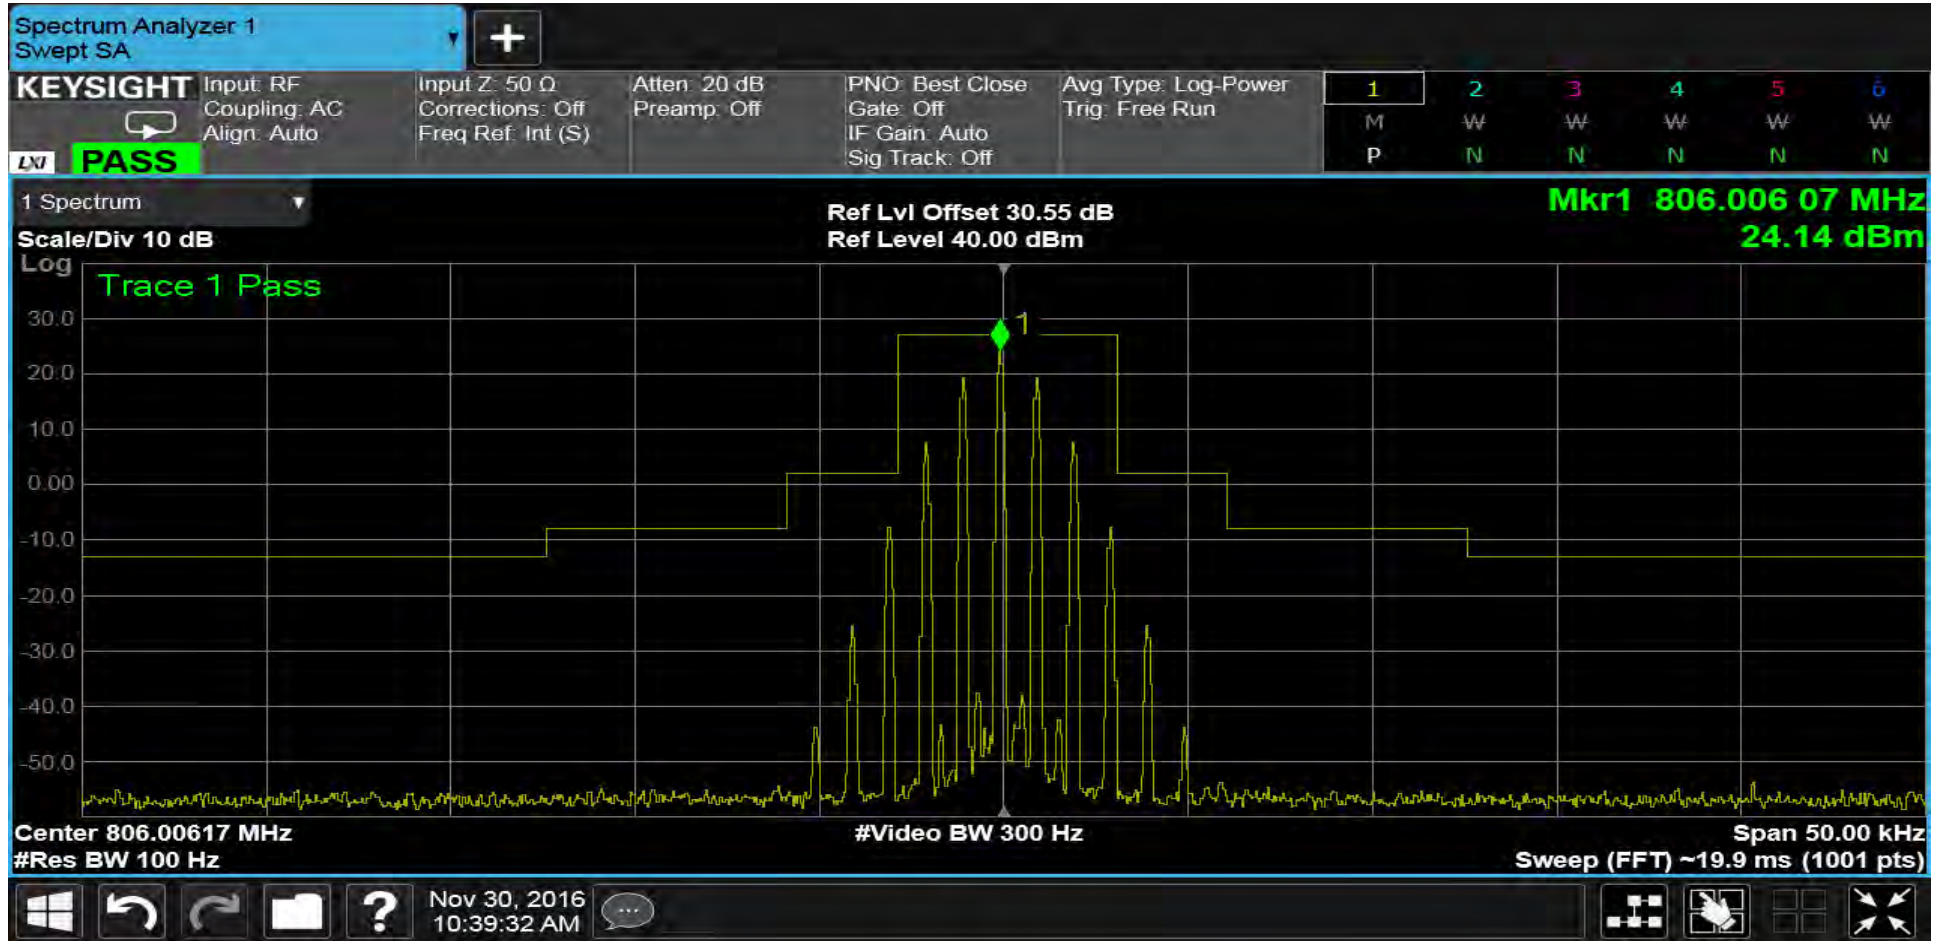 Spectrum Analyzer 1
Swept SA
KEYSIGHT
LXI
PASS
Input: RF
Coupling: AC
Align: Auto
Input Z: 50 Ω
Corrections: Off
Freq Ref: Int (S)
Atten: 20 dB
Preamp: Off
PNO: Best Close
Gate: Off
IF Gain: Auto
Sig Track: Off
Avg Type: Log-Power
Trig: Free Run
1 2 3 4 5 6
M W W W W W
P N N N N N
1 Spectrum
Scale/Div 10 dB
Log
Ref Lvl Offset 30.55 dB
Ref Level 40.00 dBm
Mkr1 806.006 07 MHz
24.14 dBm
Trace 1 Pass
1
30.0
20.0
10.0
0.00
-10.0
-20.0
-30.0
-40.0
-50.0
Center 806.00617 MHz
#Res BW 100 Hz
#Video BW 300 Hz
Span 50.00 kHz
Sweep (FFT) ~19.9 ms (1001 pts)
?
Nov 30, 2016
10:39:32 AM